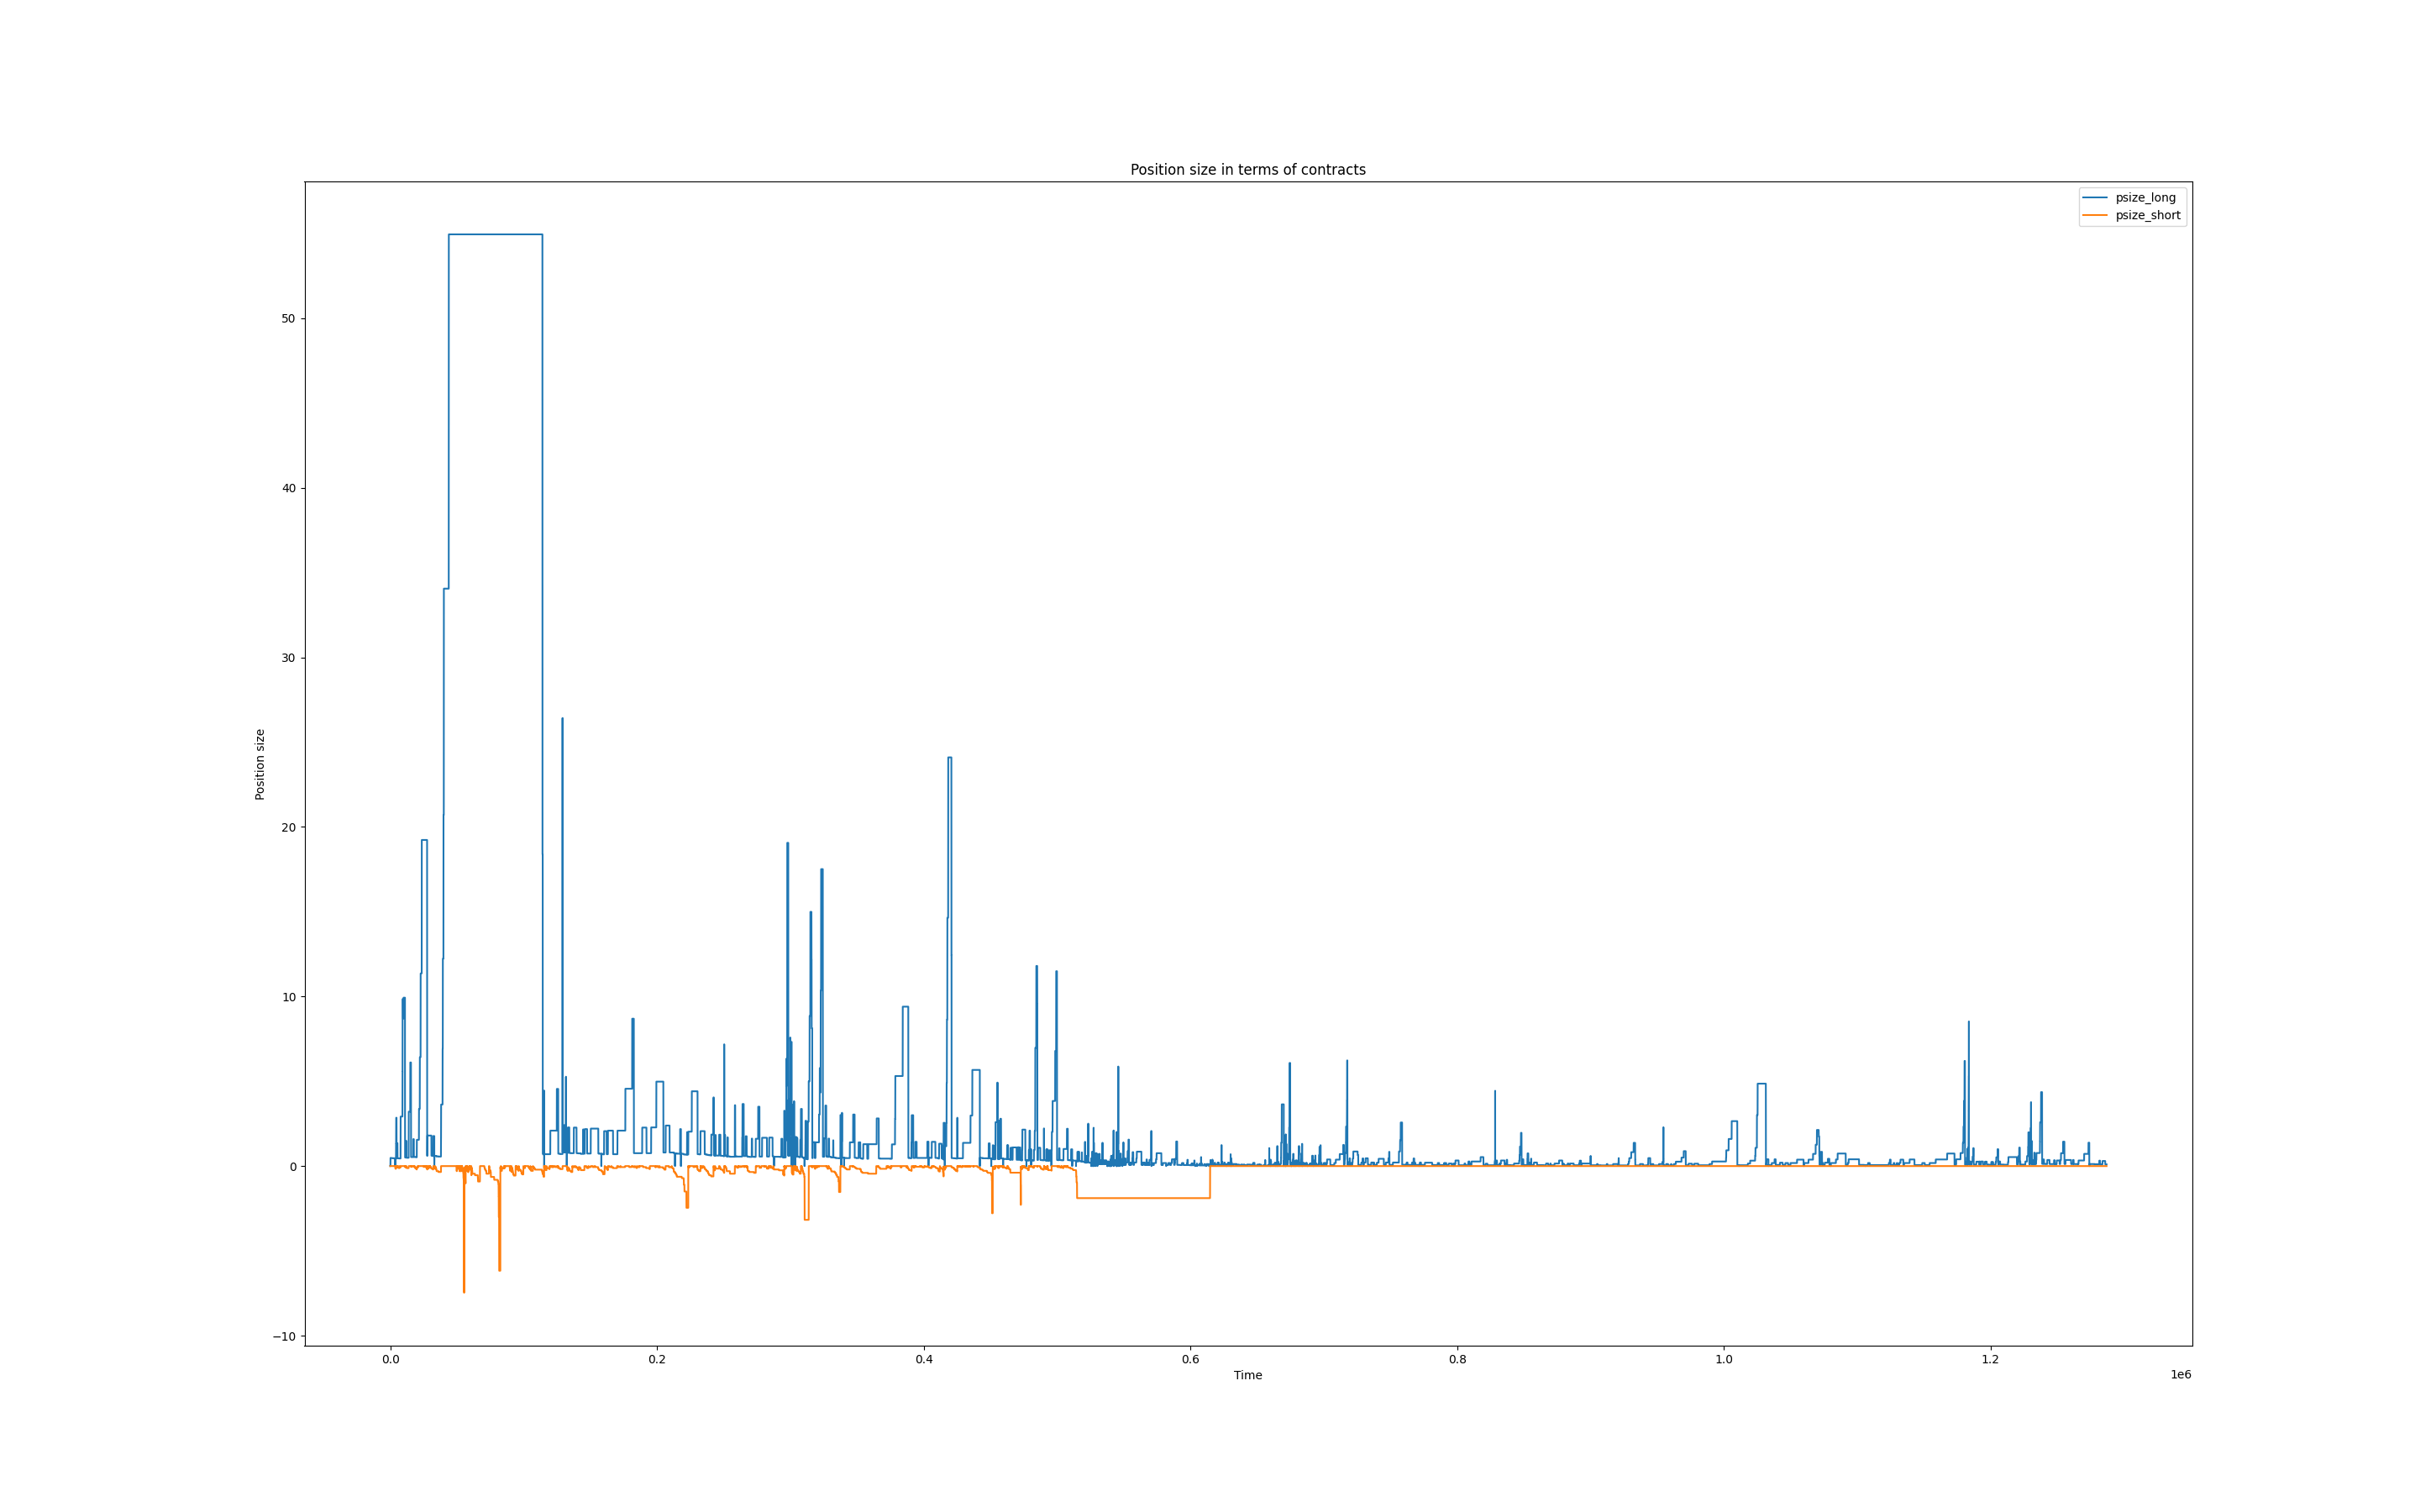 Position size in terms of contracts
psize_long
psize_short
Position size
50
40
30
20
10
0
−10
0.0 0.2 0.4 0.6 0.8 1.0 1.2
Time
1e6